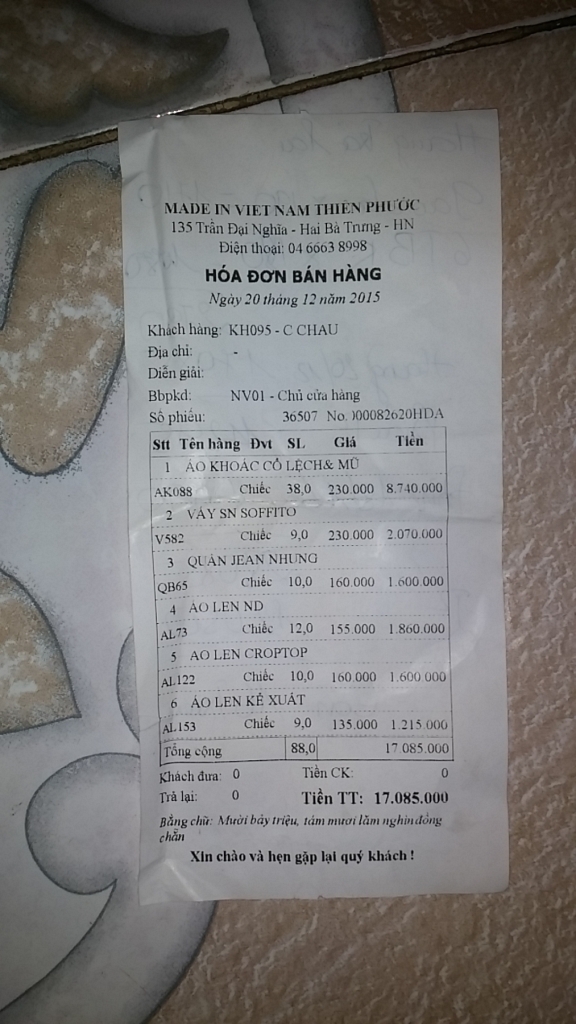 MADE IN VIET NAM THIÊN PHƯỚC
135 Trần Đại Nghĩa - Hai Bà Trưng - HN
Điện thoại: 04 6663 8998
HÓA ĐƠN BÁN HÀNG
Ngày 20 tháng 12 năm 2015
Khách hàng: KH095 - C CHAU
Địa chỉ: -
Diễn giải:
Bbpkd: NV01 - Chủ cửa hàng
Số phiếu: 36507 No. 000082620HDA
Stt Tên hàng Đvt SL Giá Tiền
1 ÁO KHOÁC CỔ LỆCH& MŨ
AK088 Chiếc 38,0 230.000 8.740.000
2 VÁY SN SOFFITO
V582 Chiếc 9,0 230.000 2.070.000
3 QUẦN JEAN NHUNG
QB65 Chiếc 10,0 160.000 1.600.000
4 ÁO LEN ND
AL73 Chiếc 12,0 155.000 1.860.000
5 ÁO LEN CROPTOP
AL122 Chiếc 10,0 160.000 1.600.000
6 ÁO LEN KẺ XUẤT
AL153 Chiếc 9,0 135.000 1.215.000
Tổng cộng 88,0 17.085.000
Khách đưa: 0 Tiền CK: 0
Trả lại: 0 Tiền TT: 17.085.000
Bằng chữ: Mười bảy triệu, tám mươi lăm nghìn đồng
chẵn
Xin chào và hẹn gặp lại quý khách !